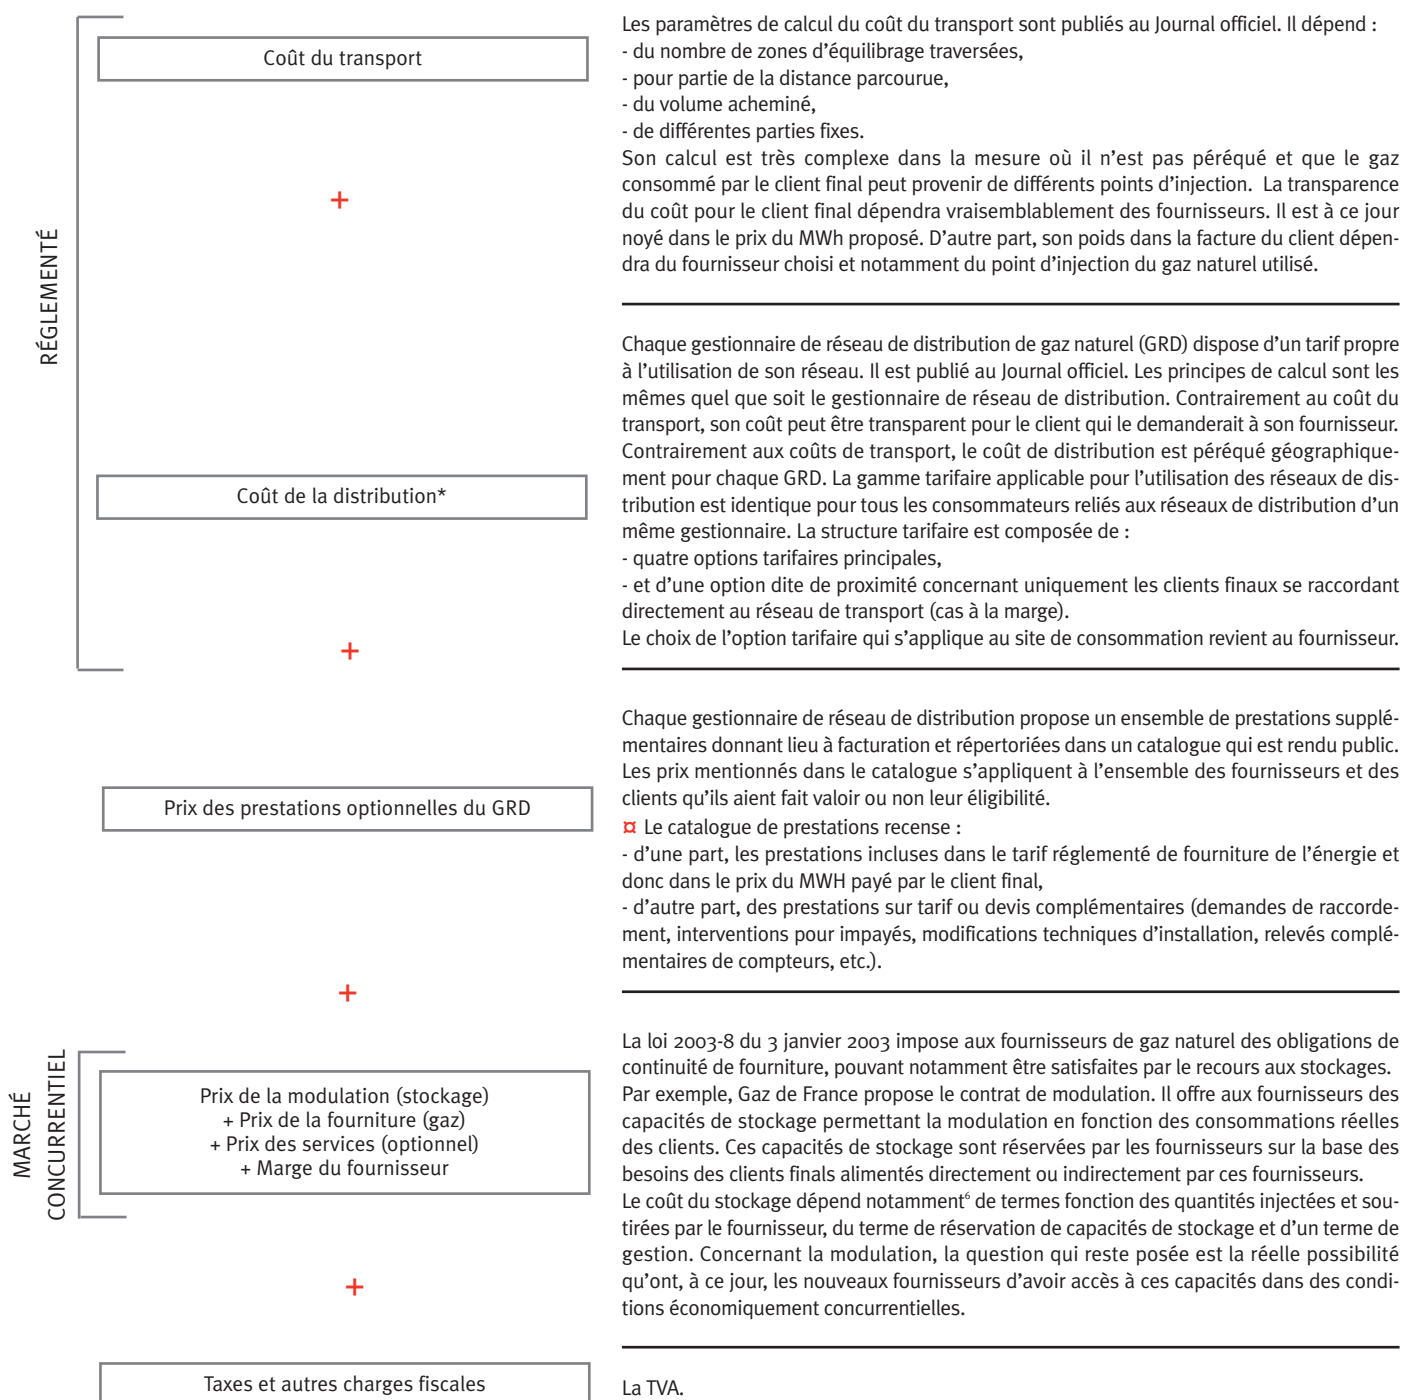 RÉGLEMENTÉ
Coût du transport
Les paramètres de calcul du coût du transport sont publiés au Journal officiel. Il dépend :
- du nombre de zones d’équilibrage traversées,
- pour partie de la distance parcourue,
- du volume acheminé,
- de différentes parties fixes.
Son calcul est très complexe dans la mesure où il n’est pas péréqué et que le gaz
consommé par le client final peut provenir de différents points d’injection. La transparence
du coût pour le client final dépendra vraisemblablement des fournisseurs. Il est à ce jour
noyé dans le prix du MWh proposé. D’autre part, son poids dans la facture du client dépen-
dra du fournisseur choisi et notamment du point d’injection du gaz naturel utilisé.
+
Coût de la distribution*
Chaque gestionnaire de réseau de distribution de gaz naturel (GRD) dispose d’un tarif propre
à l’utilisation de son réseau. Il est publié au Journal officiel. Les principes de calcul sont les
mêmes quel que soit le gestionnaire de réseau de distribution. Contrairement au coût du
transport, son coût peut être transparent pour le client qui le demanderait à son fournisseur.
Contrairement aux coûts de transport, le coût de distribution est péréqué géographique-
ment pour chaque GRD. La gamme tarifaire applicable pour l’utilisation des réseaux de dis-
tribution est identique pour tous les consommateurs reliés aux réseaux de distribution d’un
même gestionnaire. La structure tarifaire est composée de :
- quatre options tarifaires principales,
- et d’une option dite de proximité concernant uniquement les clients finaux se raccordant
directement au réseau de transport (cas à la marge).
Le choix de l’option tarifaire qui s’applique au site de consommation revient au fournisseur.
+
Prix des prestations optionnelles du GRD
Chaque gestionnaire de réseau de distribution propose un ensemble de prestations supplé-
mentaires donnant lieu à facturation et répertoriées dans un catalogue qui est rendu public.
Les prix mentionnés dans le catalogue s’appliquent à l’ensemble des fournisseurs et des
clients qu’ils aient fait valoir ou non leur éligibilité.
¤ Le catalogue de prestations recense :
- d’une part, les prestations incluses dans le tarif réglementé de fourniture de l’énergie et
donc dans le prix du MWH payé par le client final,
- d’autre part, des prestations sur tarif ou devis complémentaires (demandes de raccorde-
ment, interventions pour impayés, modifications techniques d’installation, relevés complé-
mentaires de compteurs, etc.).
+
MARCHÉ
CONCURRENTIEL
Prix de la modulation (stockage)
+ Prix de la fourniture (gaz)
+ Prix des services (optionnel)
+ Marge du fournisseur
La loi 2003-8 du 3 janvier 2003 impose aux fournisseurs de gaz naturel des obligations de
continuité de fourniture, pouvant notamment être satisfaites par le recours aux stockages.
Par exemple, Gaz de France propose le contrat de modulation. Il offre aux fournisseurs des
capacités de stockage permettant la modulation en fonction des consommations réelles
des clients. Ces capacités de stockage sont réservées par les fournisseurs sur la base des
besoins des clients finals alimentés directement ou indirectement par ces fournisseurs.
Le coût du stockage dépend notamment⁶ de termes fonction des quantités injectées et sou-
tirées par le fournisseur, du terme de réservation de capacités de stockage et d’un terme de
gestion. Concernant la modulation, la question qui reste posée est la réelle possibilité
qu’ont, à ce jour, les nouveaux fournisseurs d’avoir accès à ces capacités dans des condi-
tions économiquement concurrentielles.
+
Taxes et autres charges fiscales
La TVA.